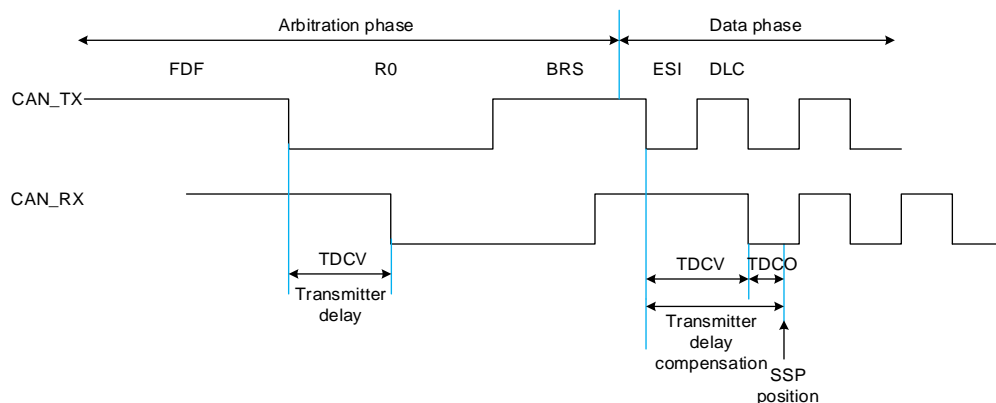 Arbitration phase
Data phase
FDF
R0
BRS
ESI
DLC
CAN_TX
CAN_RX
TDCV
Transmitter
delay
TDCV
TDCO
Transmitter
delay
compensation
SSP
position